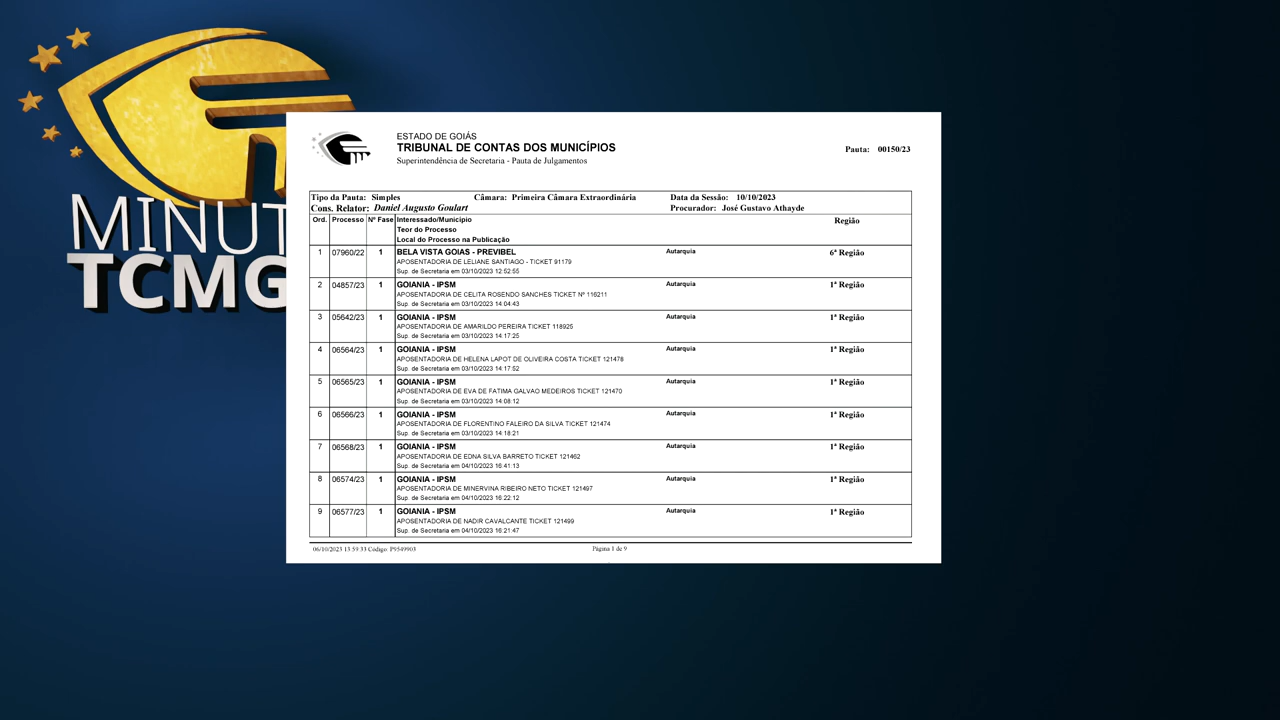 MINUT
TCMG
ESTADO DE GOIÁS
TRIBUNAL DE CONTAS DOS MUNICÍPIOS
Superintendência de Secretaria - Pauta de Julgamentos
Pauta: 00150/23
Tipo da Pauta: Simples Câmara: Primeira Câmara Extraordinária Data da Sessão: 10/10/2023
Cons. Relator: Daniel Augusto Goulart Procurador: José Gustavo Athayde
Ord. Processo Nº Fase Interessado/Município Região
Teor do Processo
Local do Processo na Publicação
1 07960/22 1 BELA VISTA GOIAS - PREVIBEL Autarquia 6ª Região
APOSENTADORIA DE LELIANE SANTIAGO - TICKET 91179
Sup. de Secretaria em 03/10/2023 12:52:55
2 04857/23 1 GOIANIA - IPSM Autarquia 1ª Região
APOSENTADORIA DE CELITA ROSENDO SANCHES TICKET Nº 116211
Sup. de Secretaria em 03/10/2023 14:04:43
3 05642/23 1 GOIANIA - IPSM Autarquia 1ª Região
APOSENTADORIA DE AMARILDO PEREIRA TICKET 118925
Sup. de Secretaria em 03/10/2023 14:17:25
4 06564/23 1 GOIANIA - IPSM Autarquia 1ª Região
APOSENTADORIA DE HELENA LAPOT DE OLIVEIRA COSTA TICKET 121478
Sup. de Secretaria em 03/10/2023 14:17:52
5 06565/23 1 GOIANIA - IPSM Autarquia 1ª Região
APOSENTADORIA DE EVA DE FATIMA GALVAO MEDEIROS TICKET 121470
Sup. de Secretaria em 03/10/2023 14:08:12
6 06566/23 1 GOIANIA - IPSM Autarquia 1ª Região
APOSENTADORIA DE FLORENTINO FALEIRO DA SILVA TICKET 121474
Sup. de Secretaria em 03/10/2023 14:18:21
7 06568/23 1 GOIANIA - IPSM Autarquia 1ª Região
APOSENTADORIA DE EDNA SILVA BARRETO TICKET 121462
Sup. de Secretaria em 04/10/2023 16:41:13
8 06574/23 1 GOIANIA - IPSM Autarquia 1ª Região
APOSENTADORIA DE MINERVINA RIBEIRO NETO TICKET 121497
Sup. de Secretaria em 04/10/2023 16:22:12
9 06577/23 1 GOIANIA - IPSM Autarquia 1ª Região
APOSENTADORIA DE NADIR CAVALCANTE TICKET 121499
Sup. de Secretaria em 04/10/2023 16:21:47
06/10/2023 13:59:33 Código: P9549903 Página 1 de 9